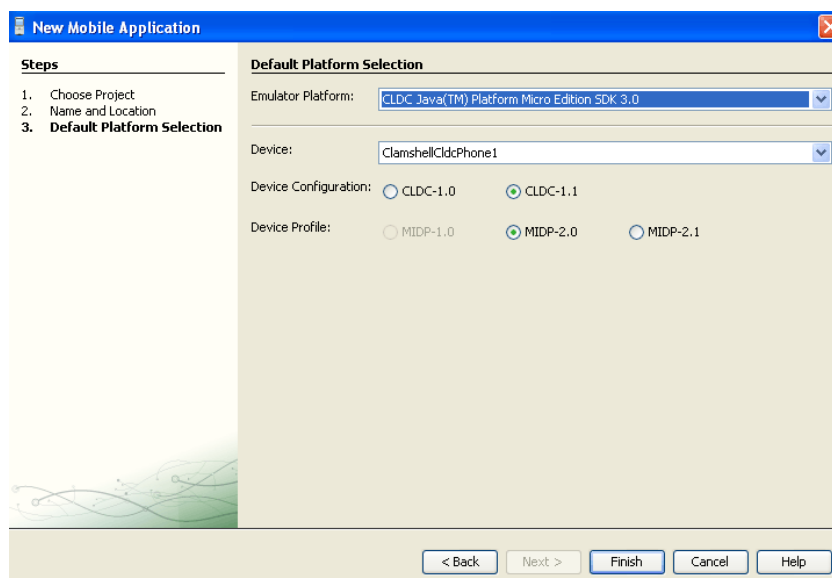 New Mobile Application
Steps
1. Choose Project
2. Name and Location
3. Default Platform Selection
Default Platform Selection
Emulator Platform: CLDC Java(TM) Platform Micro Edition SDK 3.0
Device: ClamshellCldcPhone1
Device Configuration: CLDC-1.0 CLDC-1.1
Device Profile: MIDP-1.0 MIDP-2.0 MIDP-2.1
< Back Next > Finish Cancel Help